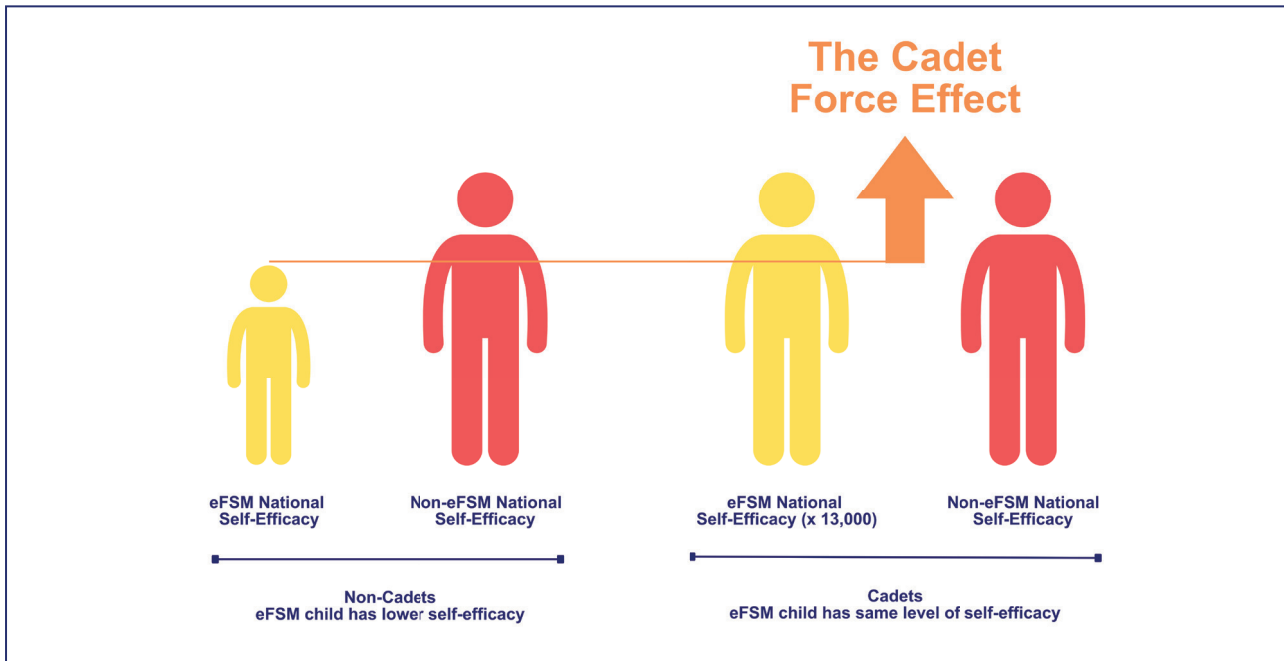 The Cadet
Force Effect
eFSM National
Self-Efficacy
Non-eFSM National
Self-Efficacy
eFSM National
Self-Efficacy (x 13,000)
Non-eFSM National
Self-Efficacy
Non-Cadets
eFSM child has lower self-efficacy
Cadets
eFSM child has same level of self-efficacy